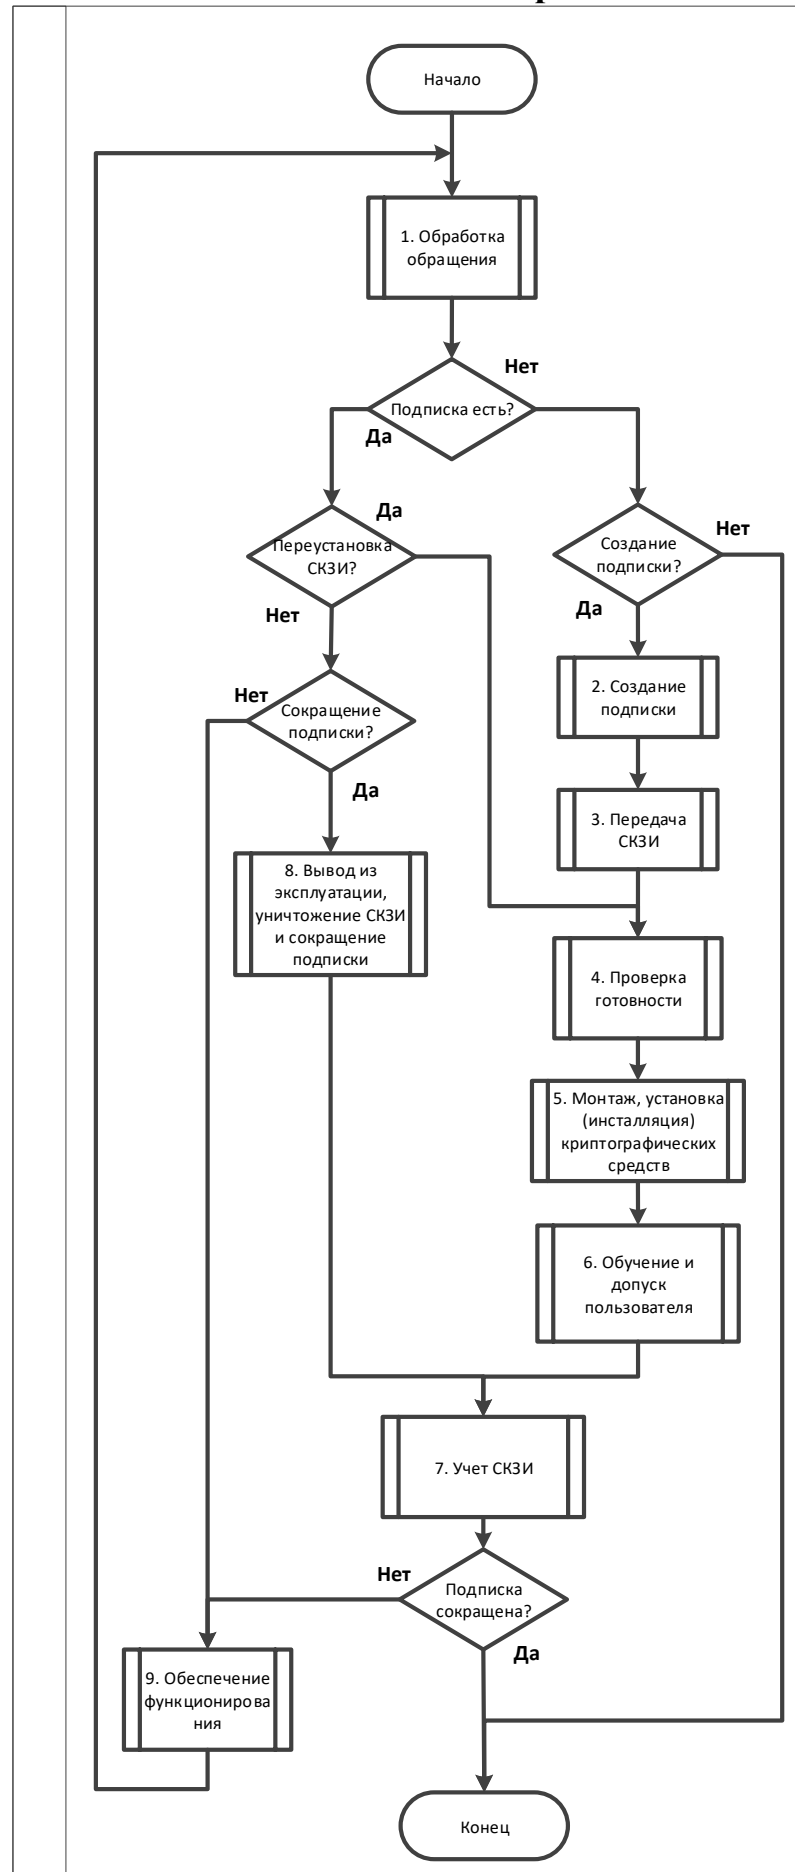 Начало
1. Обработка
обращения
Нет
Подписка есть?
Да
Да
Нет
Переустановка
СКЗИ?
Создание
подписки?
Нет
Да
Нет
Сокращение
подписки?
2. Создание
подписки
Да
3. Передача
СКЗИ
8. Вывод из
эксплуатации,
уничтожение СКЗИ
и сокращение
подписки
4. Проверка
готовности
5. Монтаж, установка
(инсталляция)
криптографических
средств
6. Обучение и
допуск
пользователя
7. Учет СКЗИ
Нет
Подписка
сокращена?
Да
9. Обеспечение
функционирова
ния
Конец